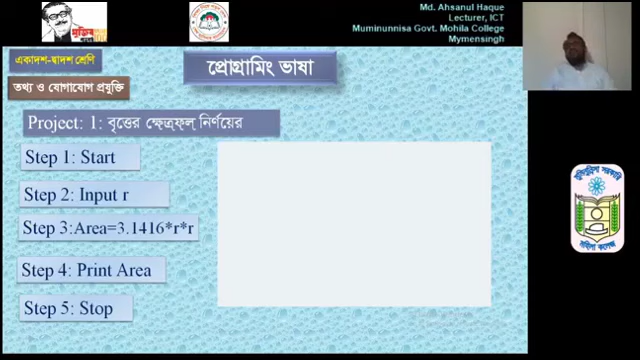 Md. Ahsanul Haque
Lecturer, ICT
Muminunnisa Govt. Mohila College
Mymensingh
একাদশ-দ্বাদশ শ্রেণি
প্রোগ্রামিং ভাষা
তথ্য ও যোগাযোগ প্রযুক্তি
Project: 1: বৃত্তের ক্ষেত্রফল নির্ণয়ের
Step 1: Start
Step 2: Input r
Step 3:Area=3.1416*r*r
Step 4: Print Area
Step 5: Stop